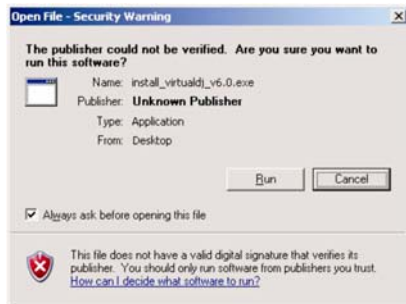 Open File - Security Warning
The publisher could not be verified. Are you sure you want to
run this software?
Name: install_virtualdj_v6.0.exe
Publisher: Unknown Publisher
Type: Application
From: Desktop
Run
Cancel
Always ask before opening this file
This file does not have a valid digital signature that verifies its
publisher. You should only run software from publishers you trust.
How can I decide what software to run?